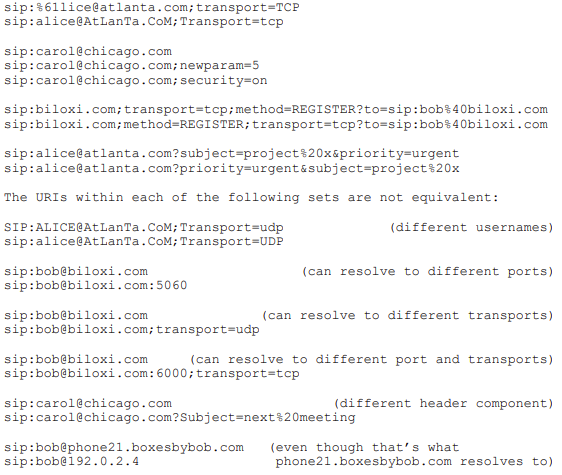 sip:%61lice@atlanta.com;transport=TCP
sip:alice@AtLanTa.CoM;Transport=tcp
sip:carol@chicago.com
sip:carol@chicago.com;newparam=5
sip:carol@chicago.com;security=on
sip:biloxi.com;transport=tcp;method=REGISTER?to=sip:bob%40biloxi.com
sip:biloxi.com;method=REGISTER;transport=tcp?to=sip:bob%40biloxi.com
sip:alice@atlanta.com?subject=project%20x&priority=urgent
sip:alice@atlanta.com?priority=urgent&subject=project%20x
The URIs within each of the following sets are not equivalent:
SIP:ALICE@AtLanTa.CoM;Transport=udp (different usernames)
sip:alice@AtLanTa.CoM;Transport=UDP
sip:bob@biloxi.com (can resolve to different ports)
sip:bob@biloxi.com:5060
sip:bob@biloxi.com (can resolve to different transports)
sip:bob@biloxi.com;transport=udp
sip:bob@biloxi.com (can resolve to different port and transports)
sip:bob@biloxi.com:6000;transport=tcp
sip:carol@chicago.com (different header component)
sip:carol@chicago.com?Subject=next%20meeting
sip:bob@phone21.boxesbybob.com (even though that's what
sip:bob@192.0.2.4 phone21.boxesbybob.com resolves to)